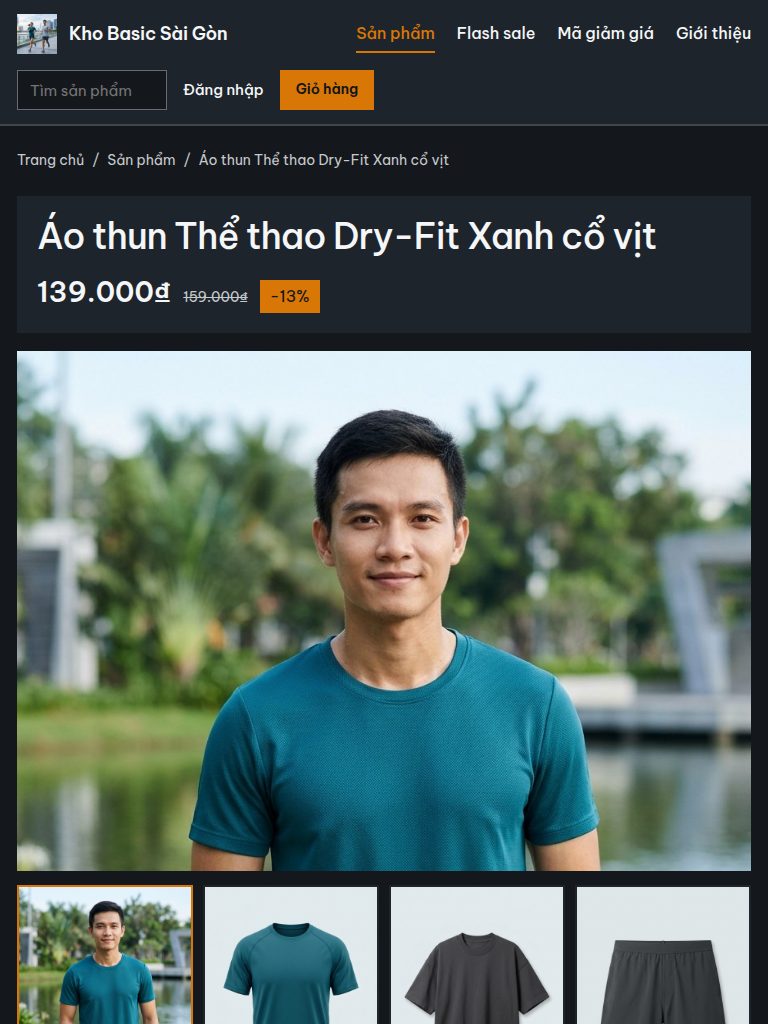 Kho Basic Sài Gòn
Sản phẩm Flash sale Mã giảm giá Giới thiệu
Tìm sản phẩm Đăng nhập Giỏ hàng
Trang chủ / Sản phẩm / Áo thun Thể thao Dry-Fit Xanh cổ vịt
Áo thun Thể thao Dry-Fit Xanh cổ vịt
139.000₫ 159.000₫ -13%